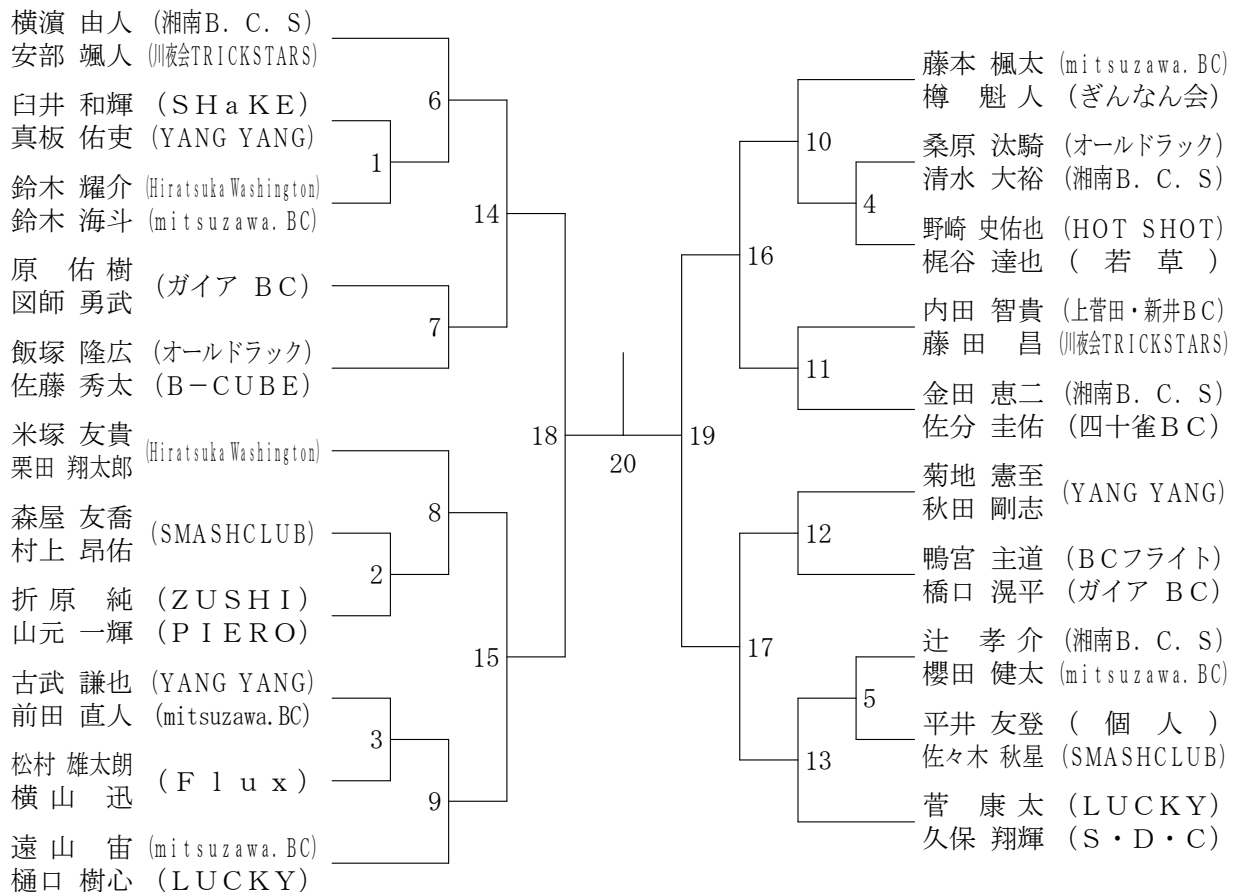 横濵 由人 (湘南B. C. S)
安部 颯人 (川夜会TRICKSTARS)
臼井 和輝 (SHaKE)
真板 佑吏 (YANG YANG)
鈴木 耀介 (Hiratsuka Washington)
鈴木 海斗 (mitsuzawa. BC)
原 佑樹
図師 勇武
(ガイア BC)
飯塚 隆広 (オールドラック)
佐藤 秀太 (B-CUBE)
米塚 友貴
栗田 翔太郎
(Hiratsuka Washington)
森屋 友喬
村上 昂佑
(SMASHCLUB)
折原 純 (ZUSHI)
山元 一輝 (PIERO)
古武 謙也 (YANG YANG)
前田 直人 (mitsuzawa.BC)
松村 雄太朗
横山 迅
(Flux)
遠山 宙 (mitsuzawa. BC)
樋口 樹心 (LUCKY)
6
1
14
7
18
8
2
15
3
9
20
19
16
10
4
11
12
17
5
13
藤本 楓太 (mitsuzawa. BC)
樽 魁人 (ぎんなん会)
桑原 汰騎 (オールドラック)
清水 大裕 (湘南B. C. S)
野崎 史佑也 (HOT SHOT)
梶谷 達也 (若草)
内田 智貴 (上菅田・新井BC)
藤田 昌 (川夜会TRICKSTARS)
金田 恵二 (湘南B. C. S)
佐分 圭佑 (四十雀BC)
菊地 憲至
秋田 剛志
(YANG YANG)
鴨宮 主道 (BCフライト)
橋口 滉平 (ガイア BC)
辻 孝介 (湘南B. C. S)
櫻田 健太 (mitsuzawa. BC)
平井 友登 (個人)
佐々木 秋星 (SMASHCLUB)
菅 康太 (LUCKY)
久保 翔輝 (S・D・C)